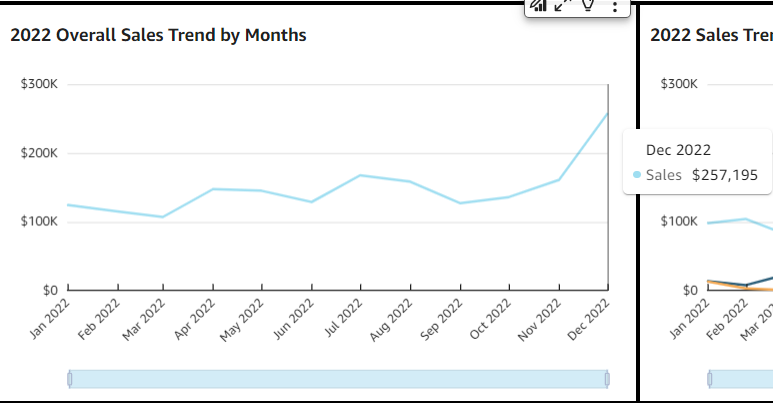 2022 Overall Sales Trend by Months
$300K
$200K
$100K
$0
Jan 2022
Feb 2022
Mar 2022
Apr 2022
May 2022
Jun 2022
Jul 2022
Aug 2022
Sep 2022
Oct 2022
Nov 2022
Dec 2022
2022 Sales Tre
$300K
Dec 2022
Sales $257,195
$100K
$0
Jan 2022
Feb 2022
Mar 20